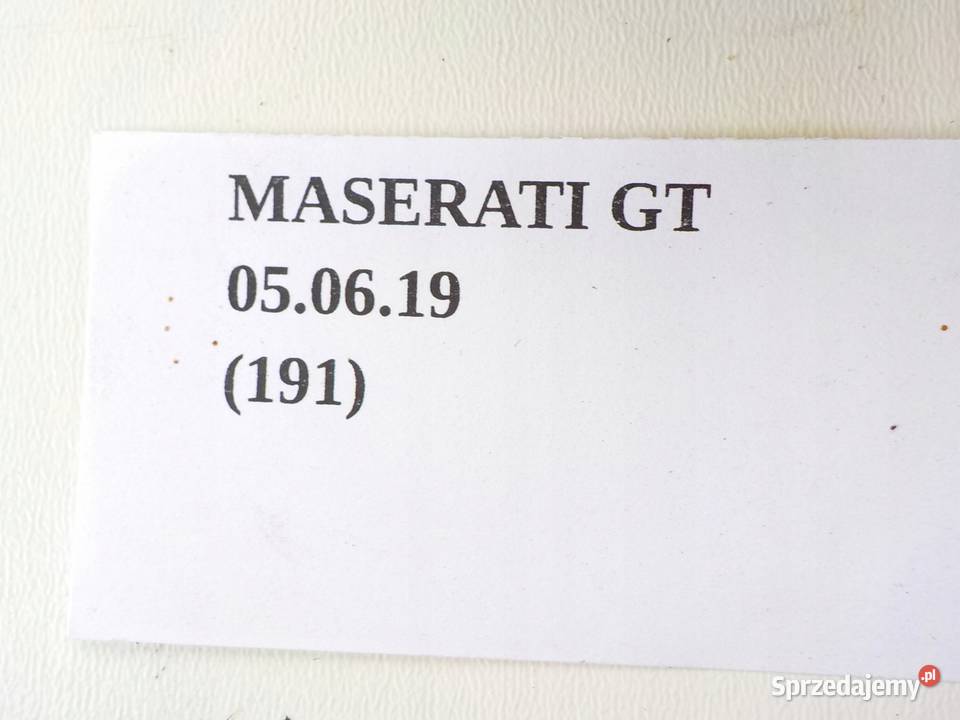 MASERATI GT
05.06.19
(191)
Sprzedajemy.pl